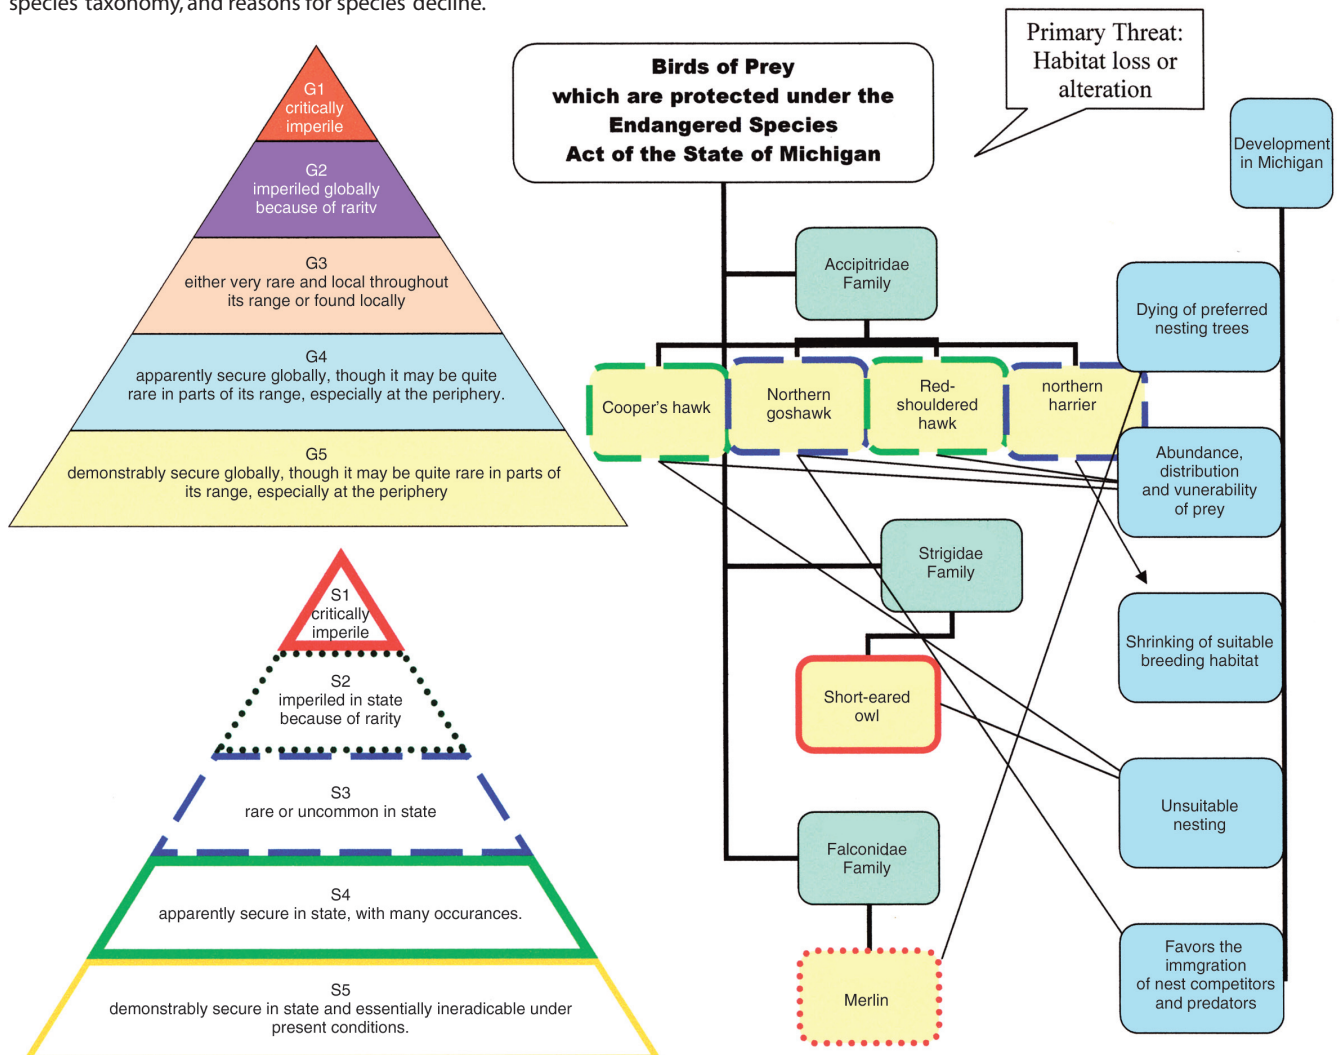 species' taxonomy, and reasons for species' decline.
G1
critically
imperile
G2
imperiled globally
because of rarity
G3
either very rare and local throughout
its range or found locally
G4
apparently secure globally, though it may be quite
rare in parts of its range, especially at the periphery.
G5
demonstrably secure globally, though it may be quite rare in parts of
its range, especially at the periphery
S1
critically
imperile
S2
imperiled in state
because of rarity
S3
rare or uncommon in state
S4
apparently secure in state, with many occurances.
S5
demonstrably secure in state and essentially ineradicable under
present conditions.
Birds of Prey
which are protected under the
Endangered Species
Act of the State of Michigan
Primary Threat:
Habitat loss or
alteration
Accipitridae
Family
Cooper's hawk
Northern
goshawk
Red-
shouldered
hawk
northern
harrier
Strigidae
Family
Short-eared
owl
Falconidae
Family
Merlin
Development
in Michigan
Dying of preferred
nesting trees
Abundance,
distribution
and vunerability
of prey
Shrinking of suitable
breeding habitat
Unsuitable
nesting
Favors the
immgration
of nest competitors
and predators